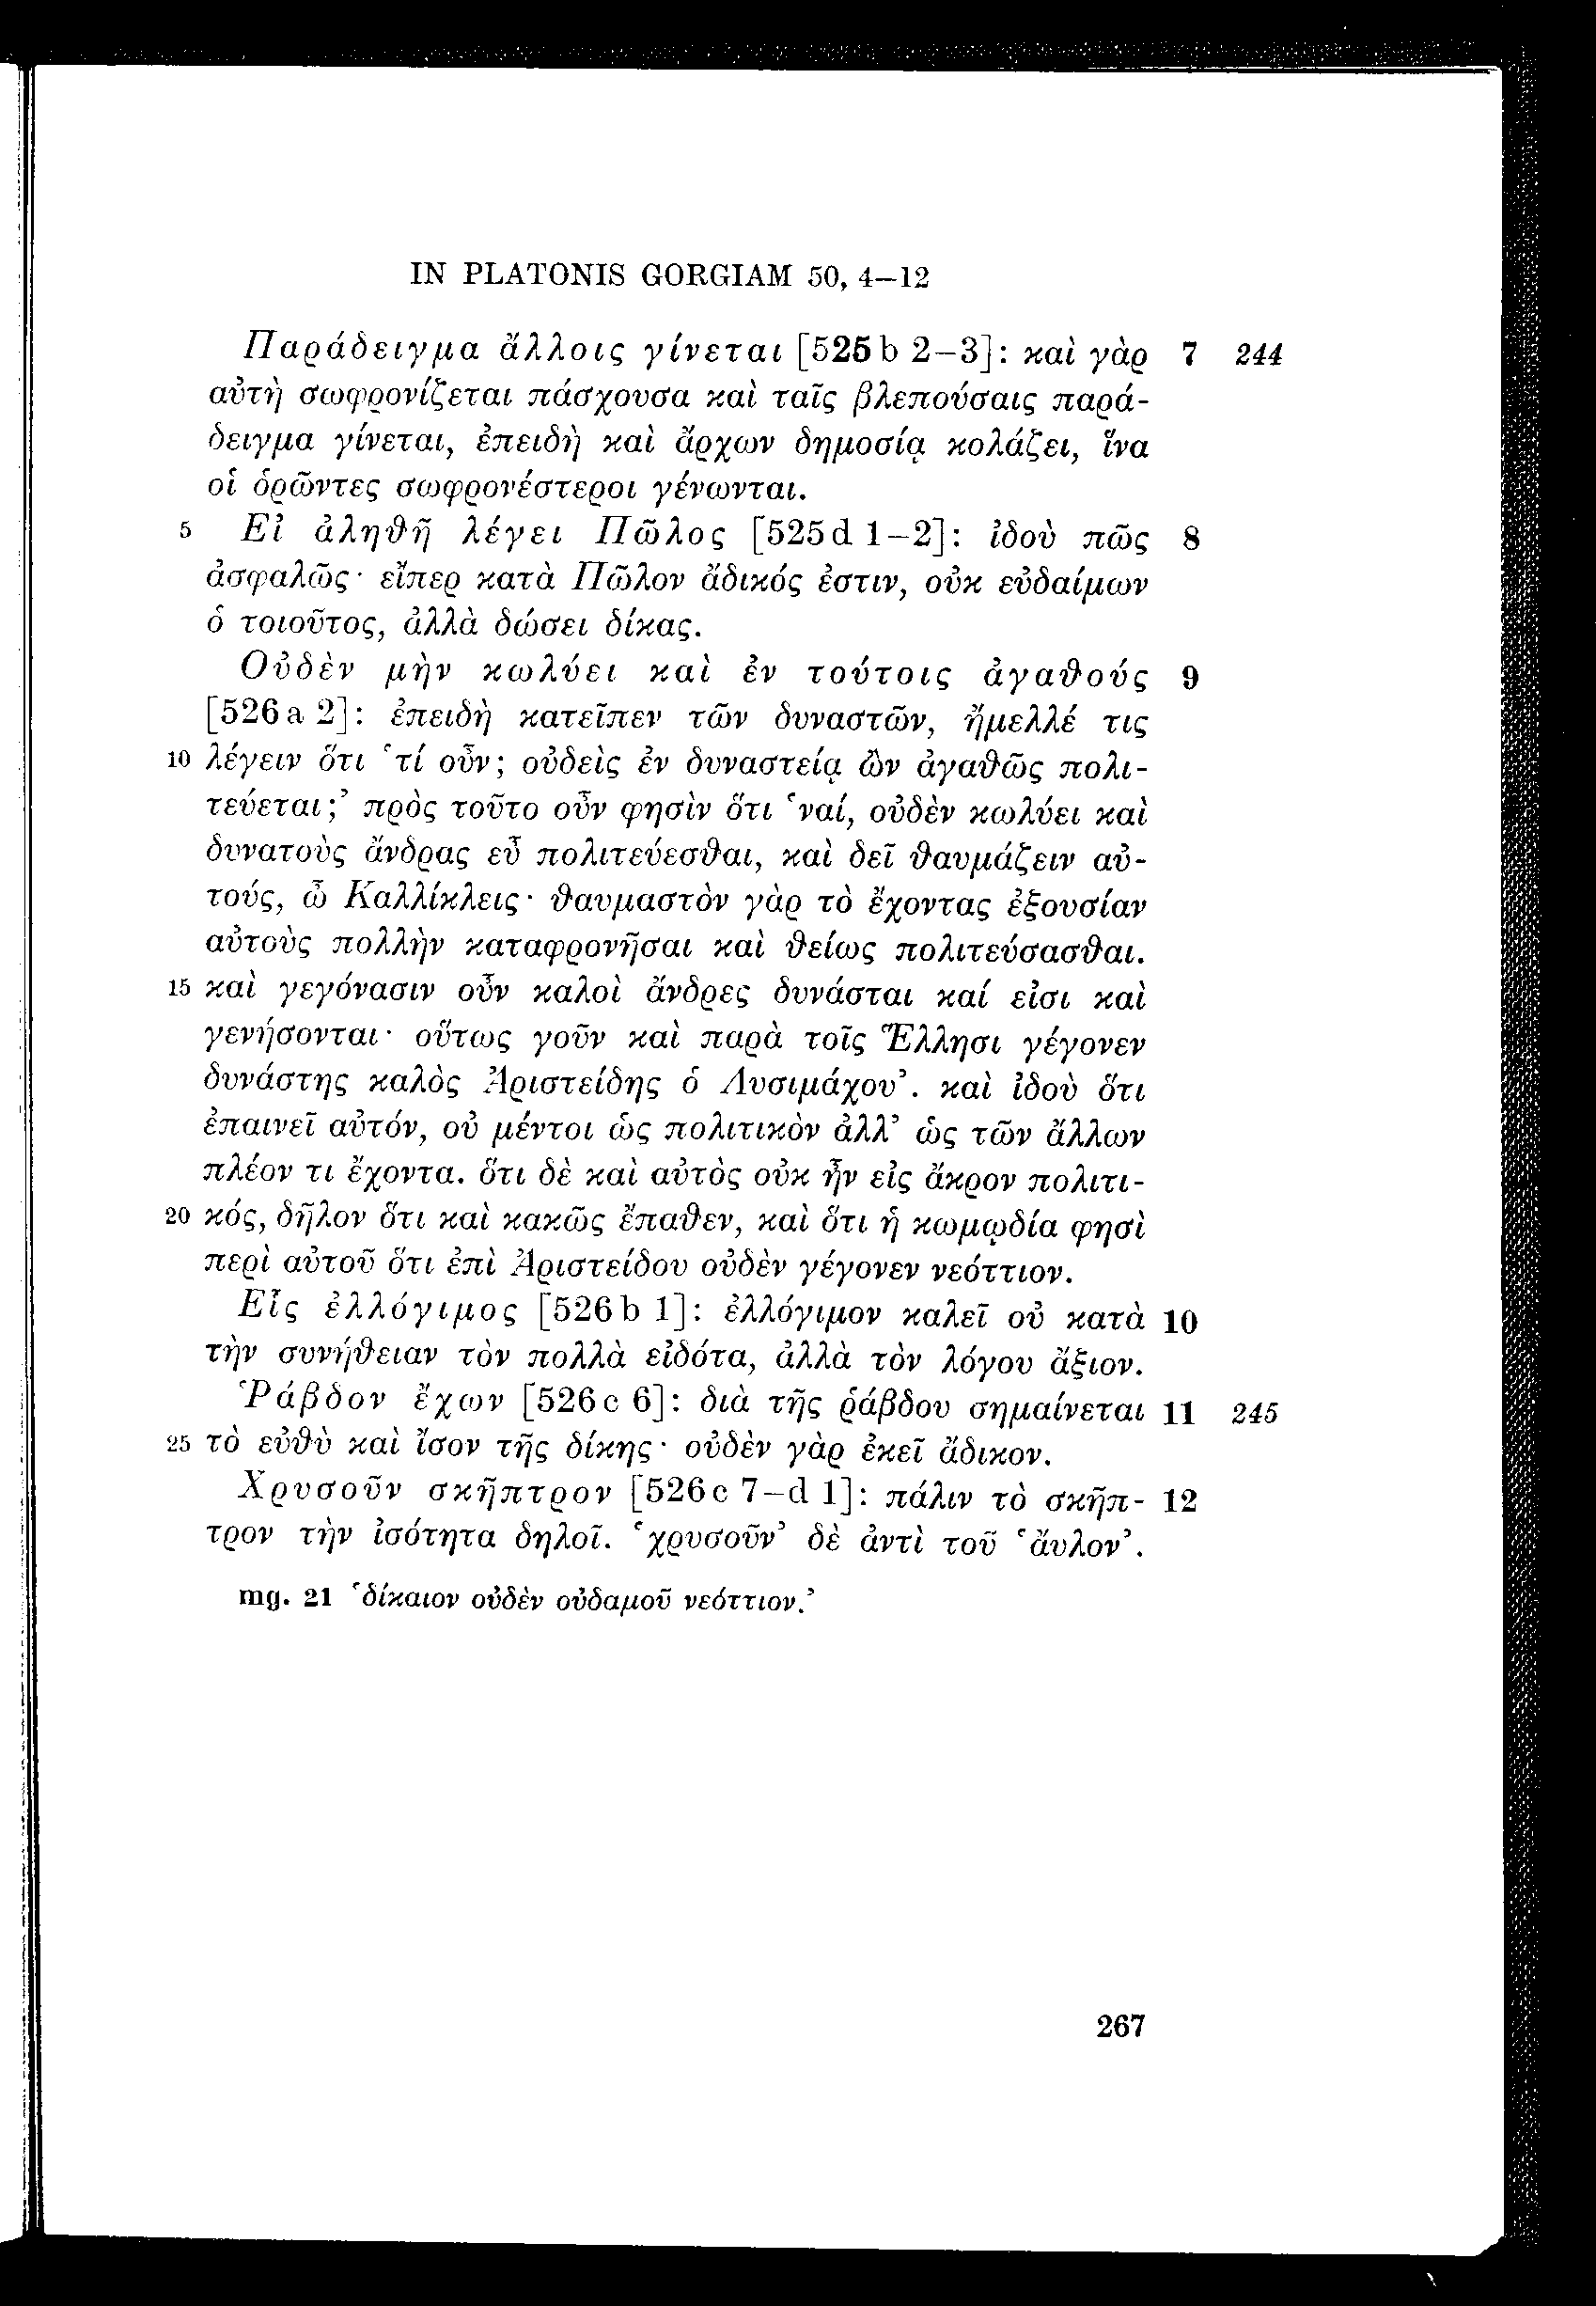 IN PLATONIS GORGIAM 50, 4–12
Παράδειγμα ἄλλοις γίνεται [525 b 2–3]: καὶ γὰρ 7 244
αὐτὴ σωφρονίζεται πάσχουσα καὶ ταῖς βλεπούσαις παρά-
δειγμα γίνεται, ἐπειδὴ καὶ ἄρχων δημοσίᾳ κολάζει, ἵνα
οἱ ὁρῶντες σωφρονέστεροι γένωνται.
5 Εἰ ἀληθῆ λέγει Πῶλος [525 d 1–2]: ἰδοὺ πῶς 8
ἀσφαλῶς· εἴπερ κατὰ Πῶλον ἄδικός ἐστιν, οὐκ εὐδαίμων
ὁ τοιοῦτος, ἀλλὰ δώσει δίκας.
Οὐδὲν μὴν κωλύει καὶ ἐν τούτοις ἀγαθούς 9
[526 a 2]: ἐπειδὴ κατεῖπεν τῶν δυναστῶν, ἤμελλέ τις
10 λέγειν ὅτι ‘τί οὖν; οὐδεὶς ἐν δυναστείᾳ ὢν ἀγαθῶς πολι-
τεύεται;’ πρὸς τοῦτο οὖν φησὶν ὅτι ‘ναί, οὐδὲν κωλύει καὶ
δυνατοὺς ἄνδρας εὖ πολιτεύεσθαι, καὶ δεῖ θαυμάζειν αὐ-
τούς, ὦ Καλλίκλεις· θαυμαστὸν γὰρ τὸ ἔχοντας ἐξουσίαν
αὐτοὺς πολλὴν καταφρονῆσαι καὶ θείως πολιτεύσασθαι.
15 καὶ γεγόνασιν οὖν καλοὶ ἄνδρες δυνάσται καί εἰσι καὶ
γενήσονται· οὕτως γοῦν καὶ παρὰ τοῖς Ἕλλησι γέγονεν
δυνάστης καλὸς Ἀριστείδης ὁ Λυσιμάχου’. καὶ ἰδοὺ ὅτι
ἐπαινεῖ αὐτόν, οὐ μέντοι ὡς πολιτικὸν ἀλλ’ ὡς τῶν ἄλλων
πλέον τι ἔχοντα. ὅτι δὲ καὶ αὐτὸς οὐκ ἦν εἰς ἄκρον πολιτι-
20 κός, δῆλον ὅτι καὶ κακῶς ἔπαθεν, καὶ ὅτι ἡ κωμῳδία φησὶ
περὶ αὐτοῦ ὅτι ἐπὶ Ἀριστείδου οὐδὲν γέγονεν νεόττιον.
Εἷς ἐλλόγιμος [526 b 1]: ἐλλόγιμον καλεῖ οὐ κατὰ 10
τὴν συνήθειαν τὸν πολλὰ εἰδότα, ἀλλὰ τὸν λόγου ἄξιον.
Ῥάβδον ἔχων [526 c 6]: διὰ τῆς ῥάβδου σημαίνεται 11 245
25 τὸ εὐθὺ καὶ ἴσον τῆς δίκης· οὐδὲν γὰρ ἐκεῖ ἄδικον.
Χρυσοῦν σκῆπτρον [526 c 7–d 1]: πάλιν τὸ σκῆπ- 12
τρον τὴν ἰσότητα δηλοῖ. ‘χρυσοῦν’ δὲ ἀντὶ τοῦ ‘ἄυλον’.
mg. 21 ‘δίκαιον οὐδὲν οὐδαμοῦ νεόττιον.’
267